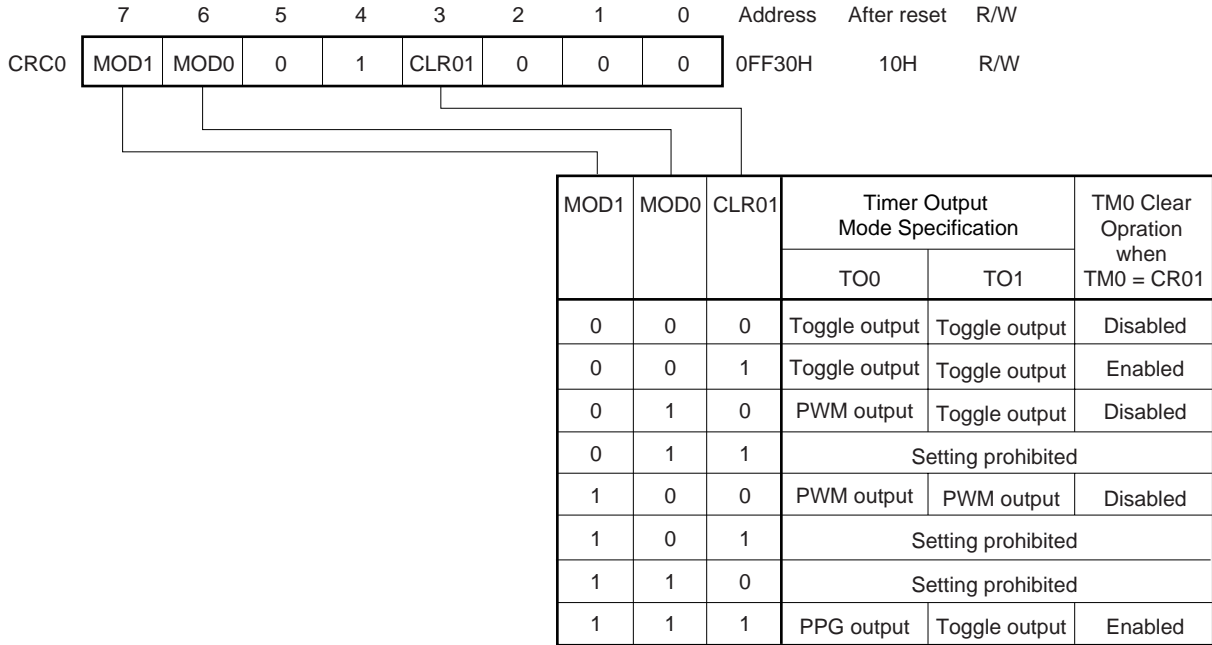 7 6 5 4 3 2 1 0 Address After reset R/W
CRC0 MOD1 MOD0 0 1 CLR01 0 0 0 0FF30H 10H R/W
MOD1 MOD0 CLR01 Timer Output Mode Specification TM0 Clear Opration when TM0 = CR01
TO0 TO1
0 0 0 Toggle output Toggle output Disabled
0 0 1 Toggle output Toggle output Enabled
0 1 0 PWM output Toggle output Disabled
0 1 1 Setting prohibited
1 0 0 PWM output PWM output Disabled
1 0 1 Setting prohibited
1 1 0 Setting prohibited
1 1 1 PPG output Toggle output Enabled